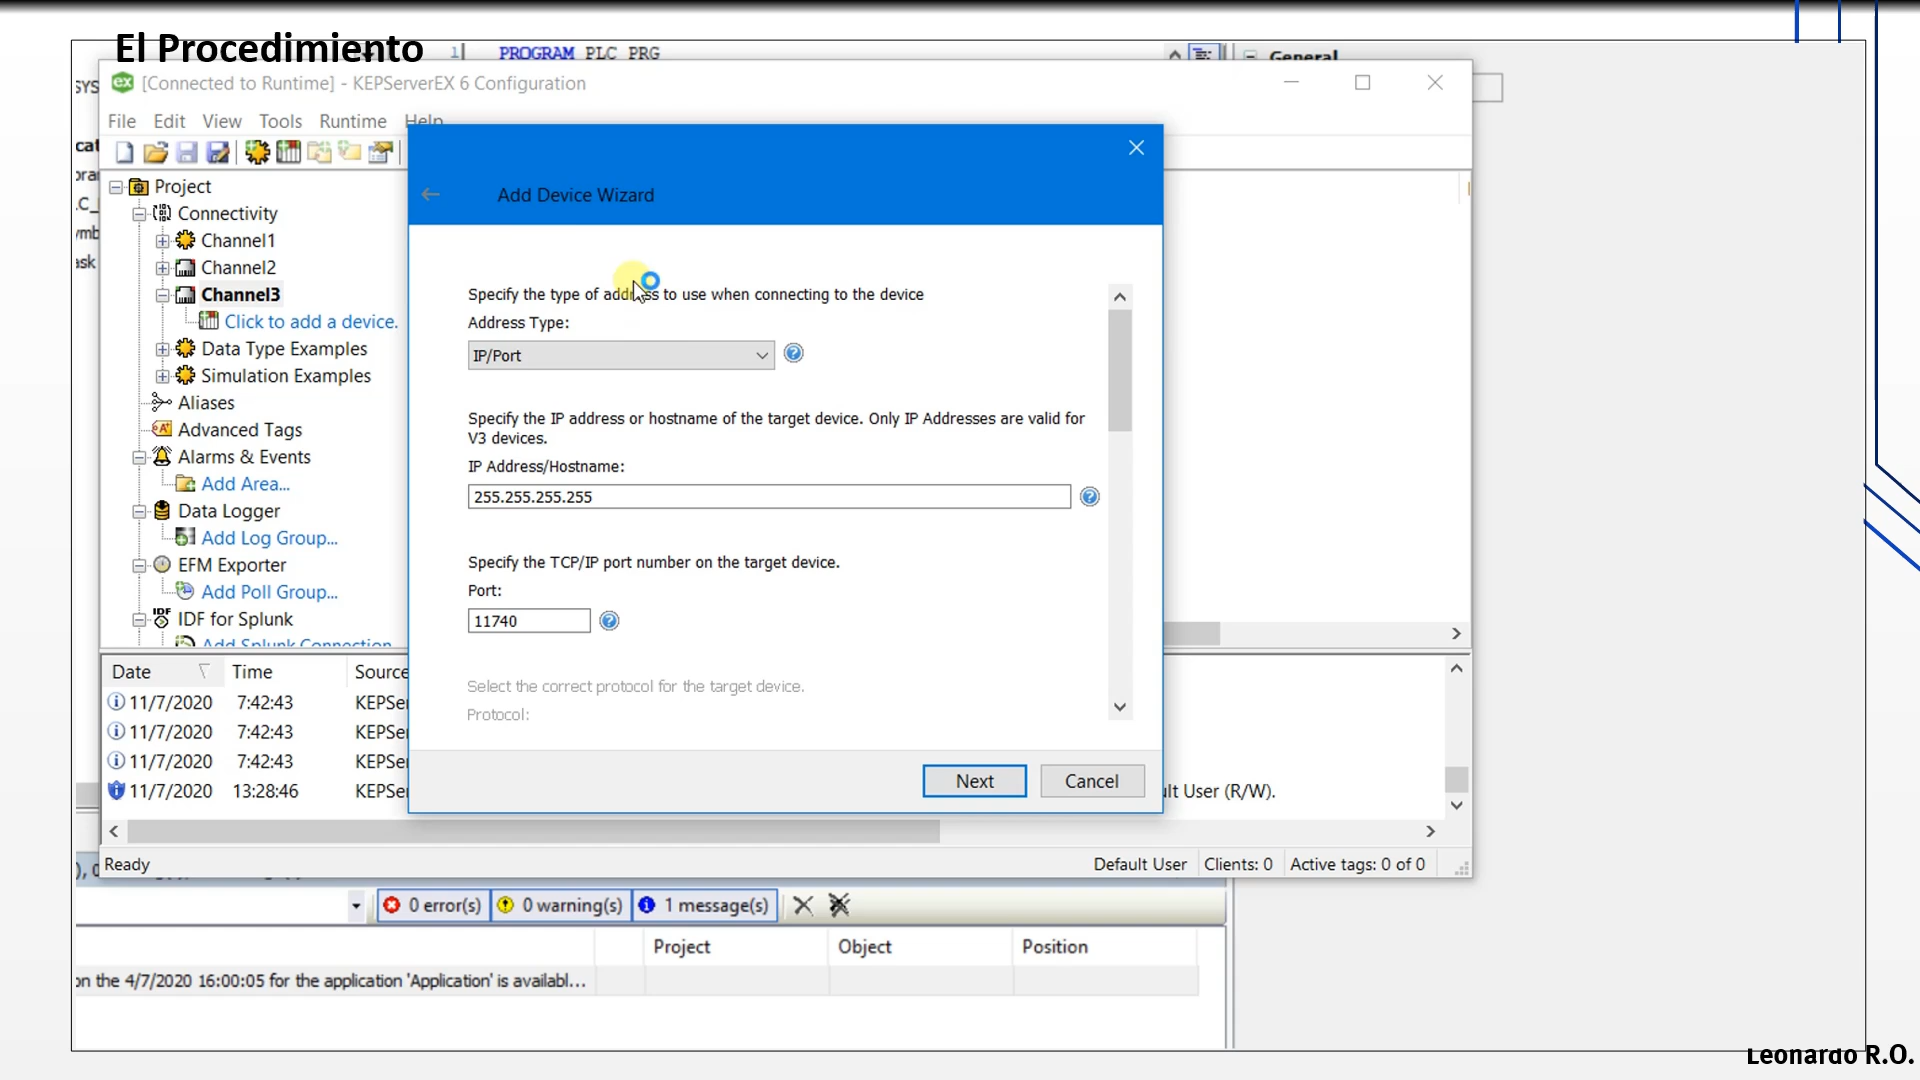 El Procedimiento
1
PROGRAM PLC_PRG
General
[Connected to Runtime] - KEPServerEX 6 Configuration
File Edit View Tools Runtime Help
Add Device Wizard
Project
Connectivity
Channel1
Channel2
Channel3
Click to add a device.
Data Type Examples
Simulation Examples
Aliases
Advanced Tags
Alarms & Events
Add Area...
Data Logger
Add Log Group...
EFM Exporter
Add Poll Group...
IDF for Splunk
Add Splunk Connection
Specify the type of address to use when connecting to the device
Address Type:
IP/Port
Specify the IP address or hostname of the target device. Only IP Addresses are valid for
V3 devices.
IP Address/Hostname:
255.255.255.255
Specify the TCP/IP port number on the target device.
Port:
11740
Select the correct protocol for the target device.
Protocol:
Next Cancel
Date Time Source
11/7/2020 7:42:43 KEPSer
11/7/2020 7:42:43 KEPSer
11/7/2020 7:42:43 KEPSer
11/7/2020 13:28:46 KEPSer
ult User (R/W).
Ready
Default User Clients: 0 Active tags: 0 of 0
0 error(s) 0 warning(s) 1 message(s)
Project Object Position
on the 4/7/2020 16:00:05 for the application 'Application' is availabl...
Leonardo R.O.